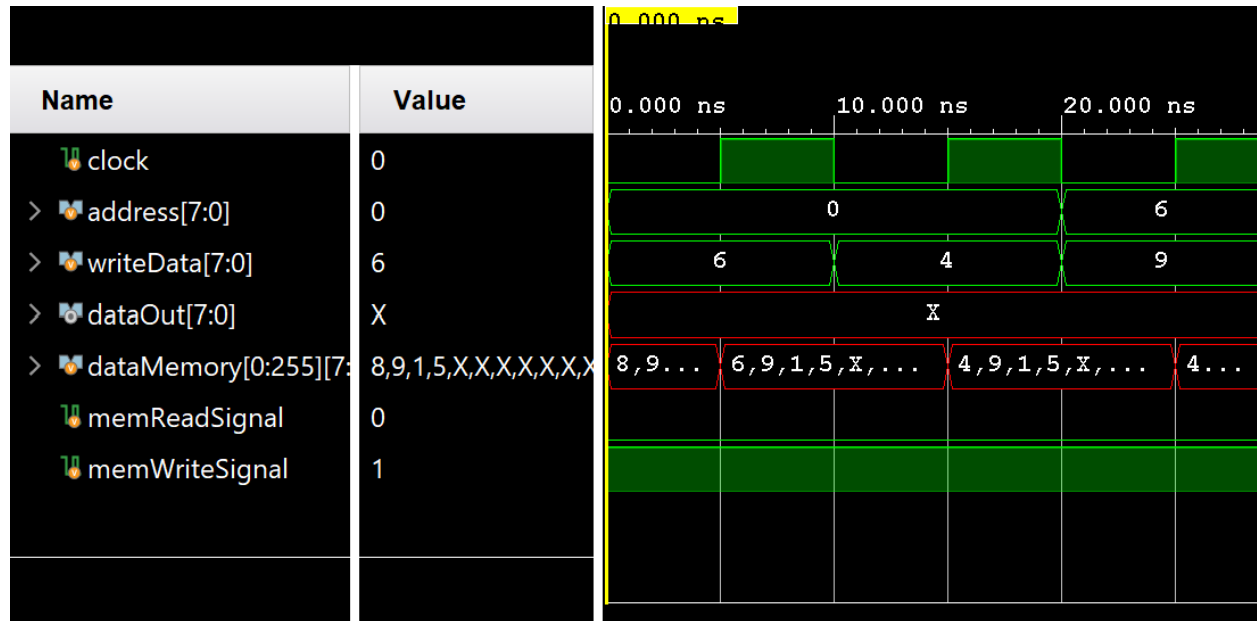 0.000 ns
Name Value 0.000 ns 10.000 ns 20.000 ns
clock 0
address[7:0] 0 0 6
writeData[7:0] 6 6 4 9
dataOut[7:0] X X
dataMemory[0:255][7: 8,9,1,5,X,X,X,X,X,X,X 8,9... 6,9,1,5,X,... 4,9,1,5,X,... 4...
memReadSignal 0
memWriteSignal 1